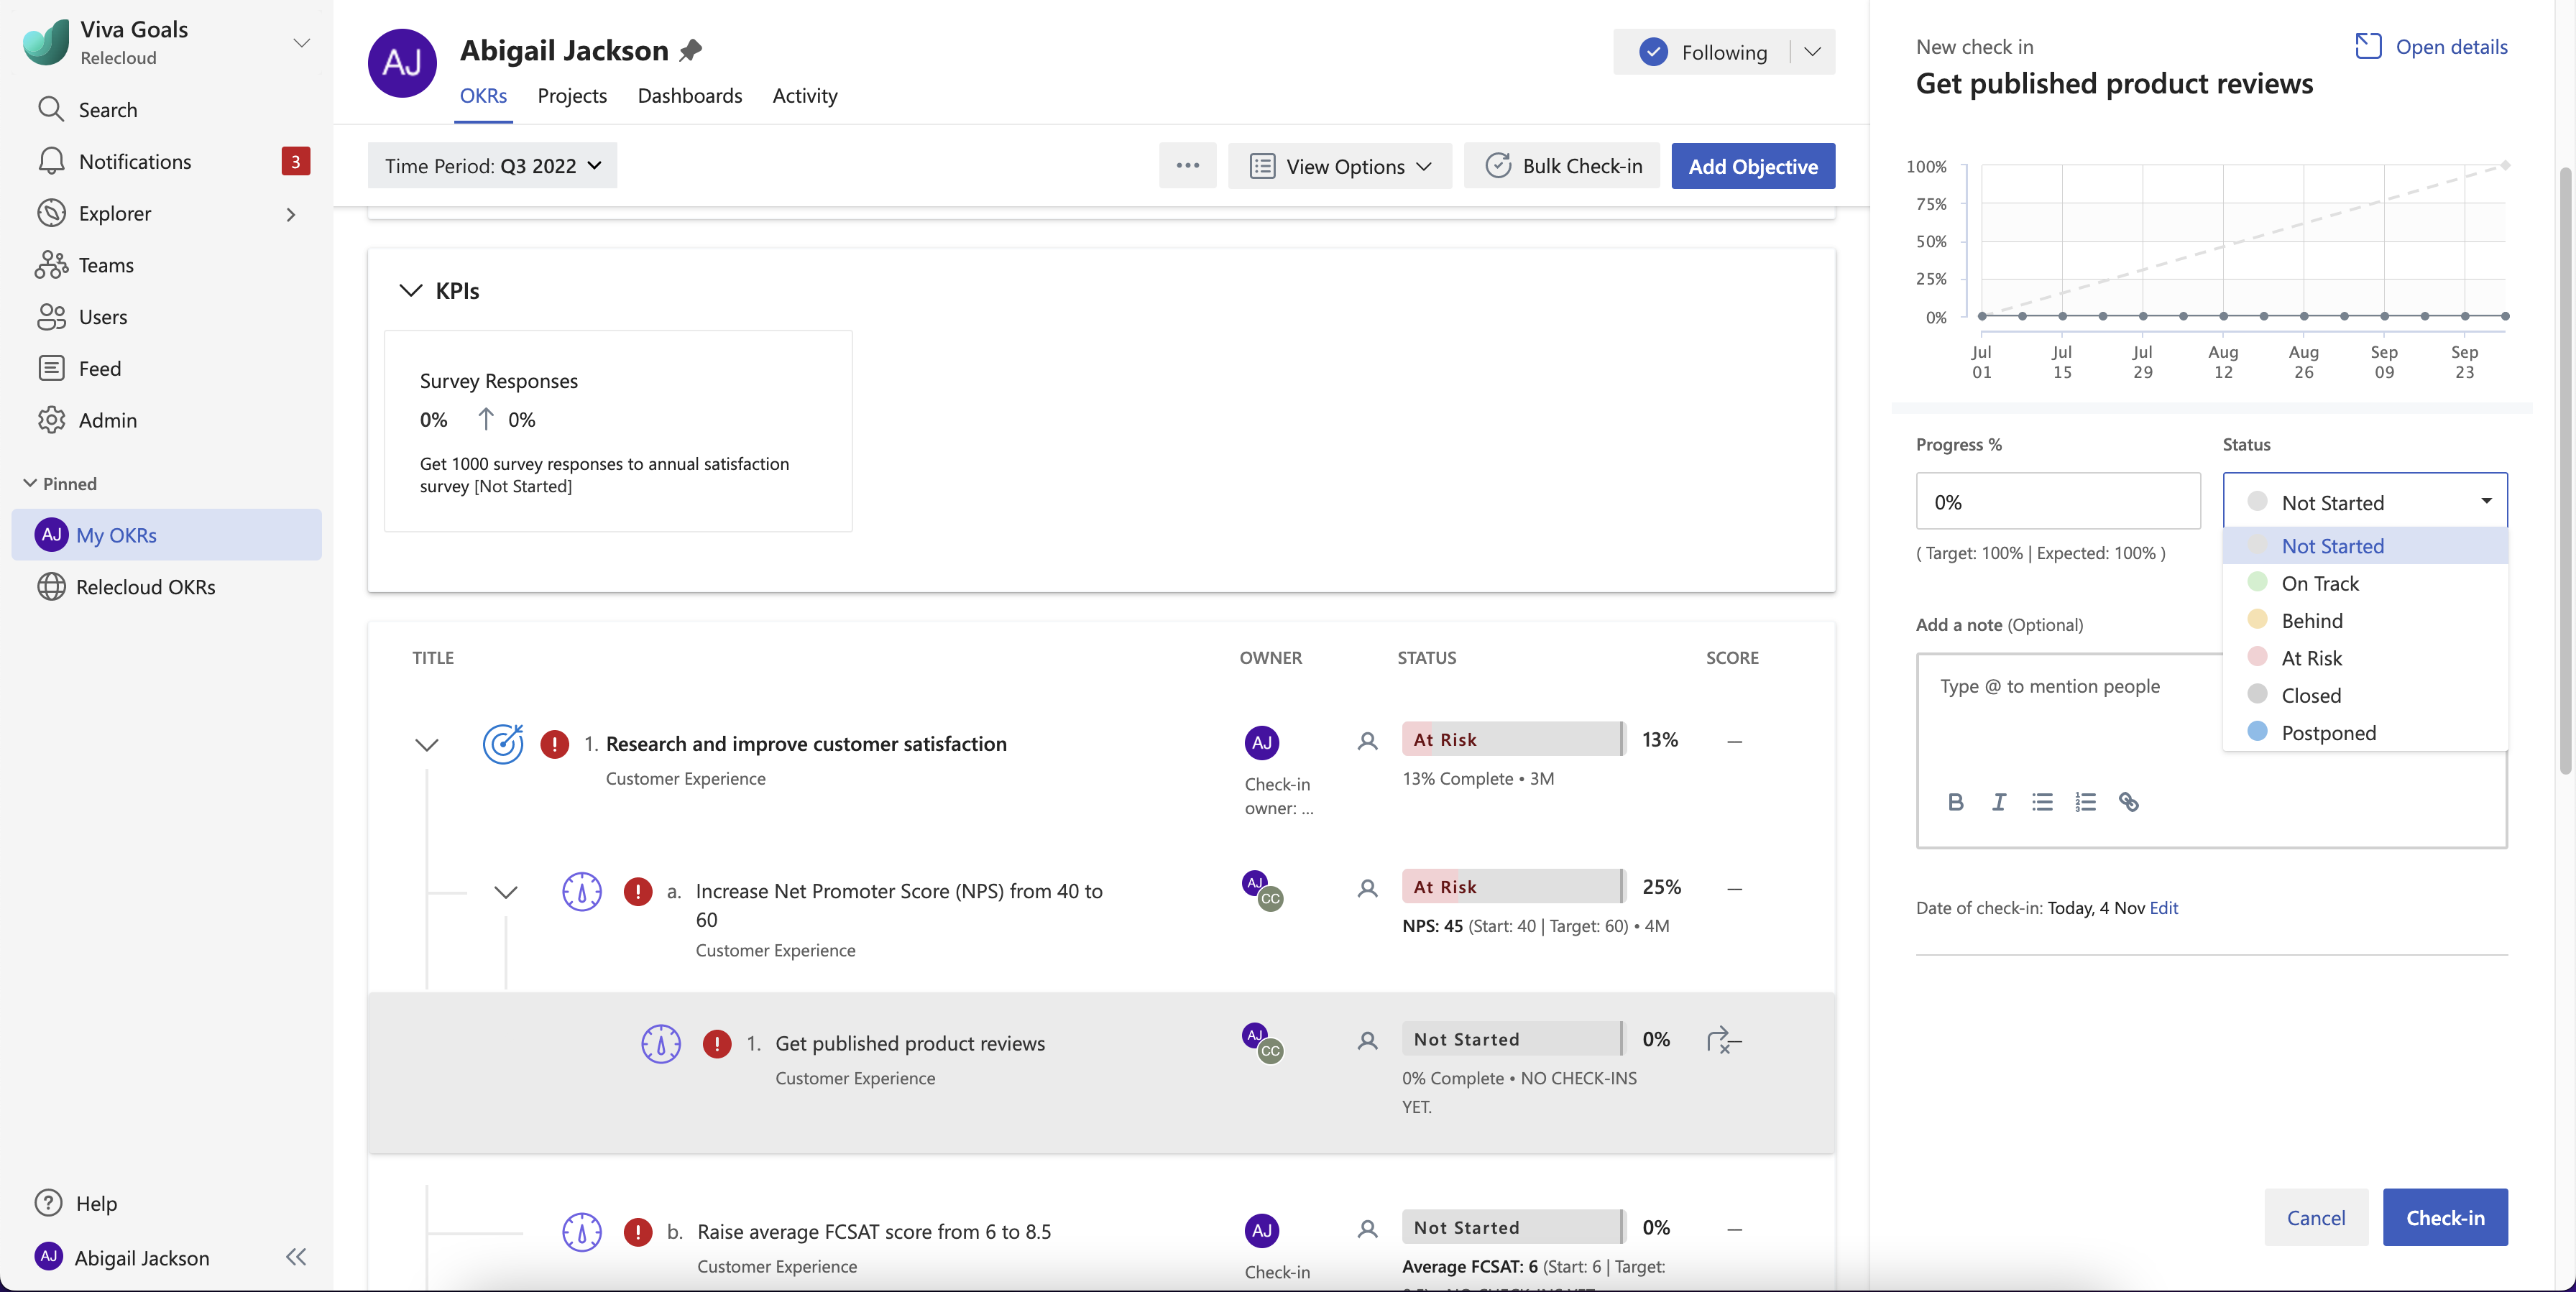 Viva Goals
Relecloud
Search
Notifications
3
Explorer
Teams
Users
Feed
Admin
Pinned
AJ My OKRs
Relecloud OKRs
Help
AJ Abigail Jackson
AJ
Abigail Jackson
Following
OKRs Projects Dashboards Activity
Time Period: Q3 2022
View Options
Bulk Check-in
Add Objective
KPIs
Survey Responses
0% 0%
Get 1000 survey responses to annual satisfaction
survey [Not Started]
TITLE OWNER STATUS SCORE
1. Research and improve customer satisfaction
Customer Experience
AJ
Check-in
owner: ...
At Risk 13% —
13% Complete • 3M
a. Increase Net Promoter Score (NPS) from 40 to
60
Customer Experience
AJ
CC
At Risk 25% —
NPS: 45 (Start: 40 | Target: 60) • 4M
1. Get published product reviews
Customer Experience
AJ
CC
Not Started 0%
0% Complete • NO CHECK-INS
YET.
b. Raise average FCSAT score from 6 to 8.5
Customer Experience
AJ
Check-in
Not Started 0% —
Average FCSAT: 6 (Start: 6 | Target:
New check in
Open details
Get published product reviews
100%
75%
50%
25%
0%
Jul Jul Jul Aug Aug Sep Sep
01 15 29 12 26 09 23
Progress %
0%
( Target: 100% | Expected: 100% )
Status
Not Started
Not Started
On Track
Behind
At Risk
Closed
Postponed
Add a note (Optional)
Type @ to mention people
B I
Date of check-in: Today, 4 Nov Edit
Cancel
Check-in